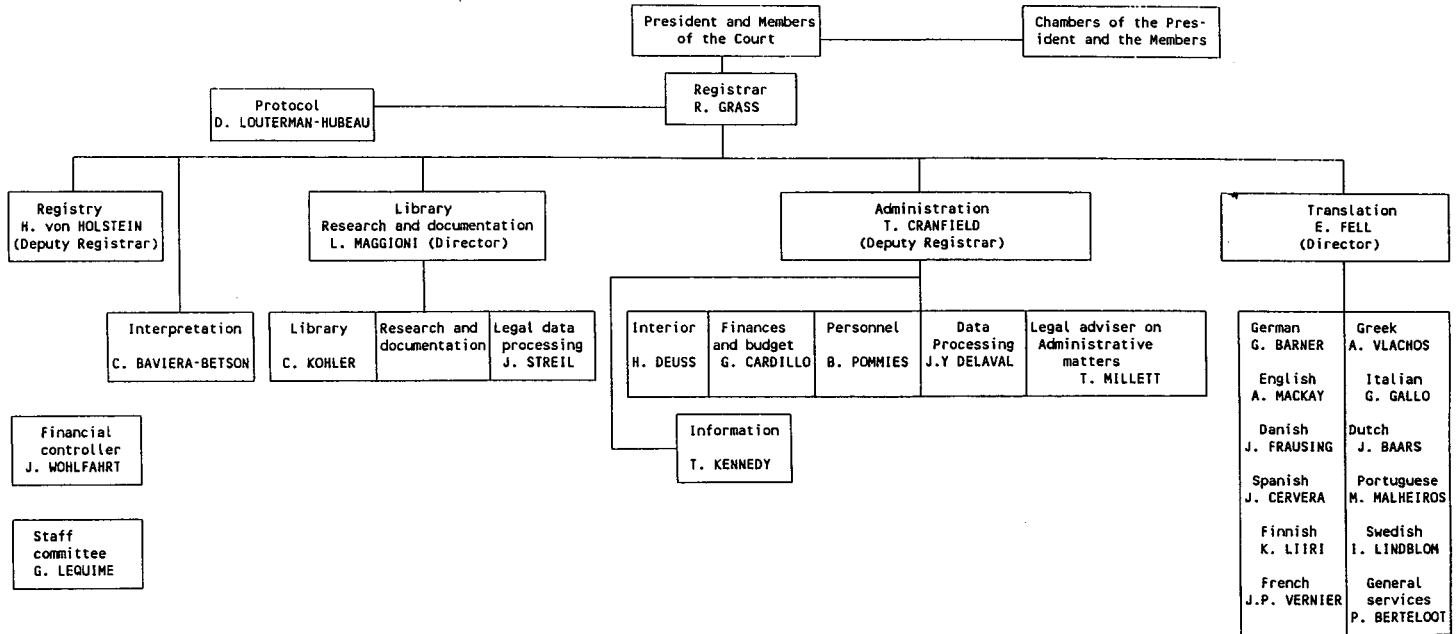 President and Members
of the Court
Chambers of the Pres-
ident and the Members
Registrar
R. GRASS
Protocol
D. LOUTERMAN-HUBEAU
Registry
H. von HOLSTEIN
(Deputy Registrar)
Library
Research and documentation
L. MAGGIONI (Director)
Administration
T. CRANFIELD
(Deputy Registrar)
Translation
E. FELL
(Director)
Interpretation
C. BAVIERA-BETSON
Library
C. KOHLER
Research and
documentation
Legal data
processing
J. STREIL
Interior
H. DEUSS
Finances
and budget
G. CARDILLO
Personnel
B. POMMIES
Data
Processing
J.Y DELAVAL
Legal adviser on
Administrative
matters
T. MILLETT
Information
T. KENNEDY
Financial
controller
J. WOHLFAHRT
Staff
committee
G. LEQUIME
German
G. BARNER
English
A. MACKAY
Danish
J. FRAUSING
Spanish
J. CERVERA
Finnish
K. LIIRI
French
J.P. VERNIER
Greek
A. VLACHOS
Italian
G. GALLO
Dutch
J. BAARS
Portuguese
M. MALHEIROS
Swedish
I. LINDBLOM
General
services
P. BERTELOOT